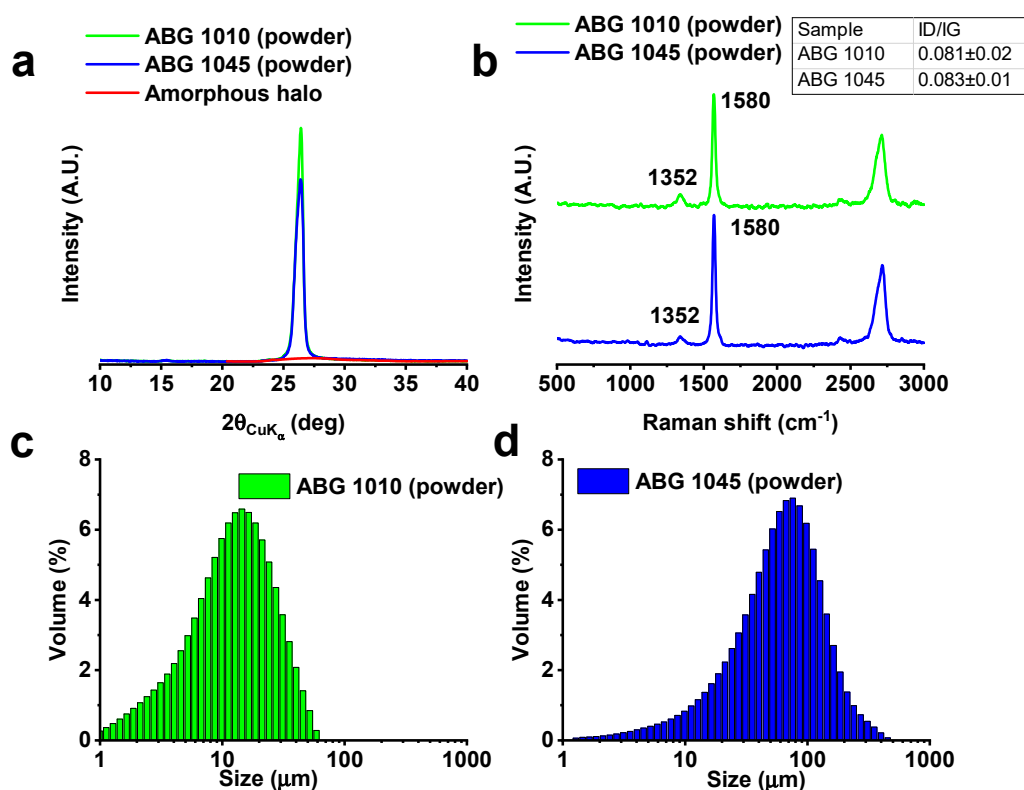 a
ABG 1010 (powder)
ABG 1045 (powder)
Amorphous halo
Intensity (A.U.)
10 15 20 25 30 35 40
2θCuKα (deg)
b
ABG 1010 (powder)
ABG 1045 (powder)
Sample ID/IG
ABG 1010 0.081±0.02
ABG 1045 0.083±0.01
1580
1352
1580
1352
Intensity (A.U.)
500 1000 1500 2000 2500 3000
Raman shift (cm-1)
c
ABG 1010 (powder)
Volume (%)
8
6
4
2
0
1 10 100 1000
Size (μm)
d
ABG 1045 (powder)
Volume (%)
8
6
4
2
0
1 10 100 1000
Size (μm)